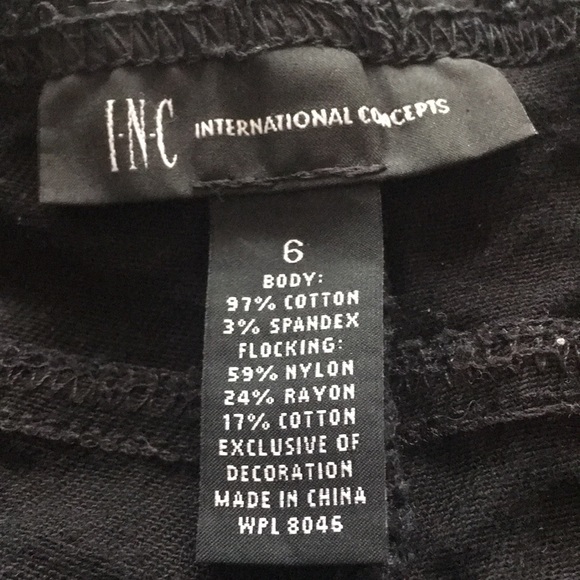 I·N·C INTERNATIONAL CONCEPTS
6
BODY:
97% COTTON
3% SPANDEX
FLOCKING:
59% NYLON
24% RAYON
17% COTTON
EXCLUSIVE OF
DECORATION
MADE IN CHINA
WPL 8046